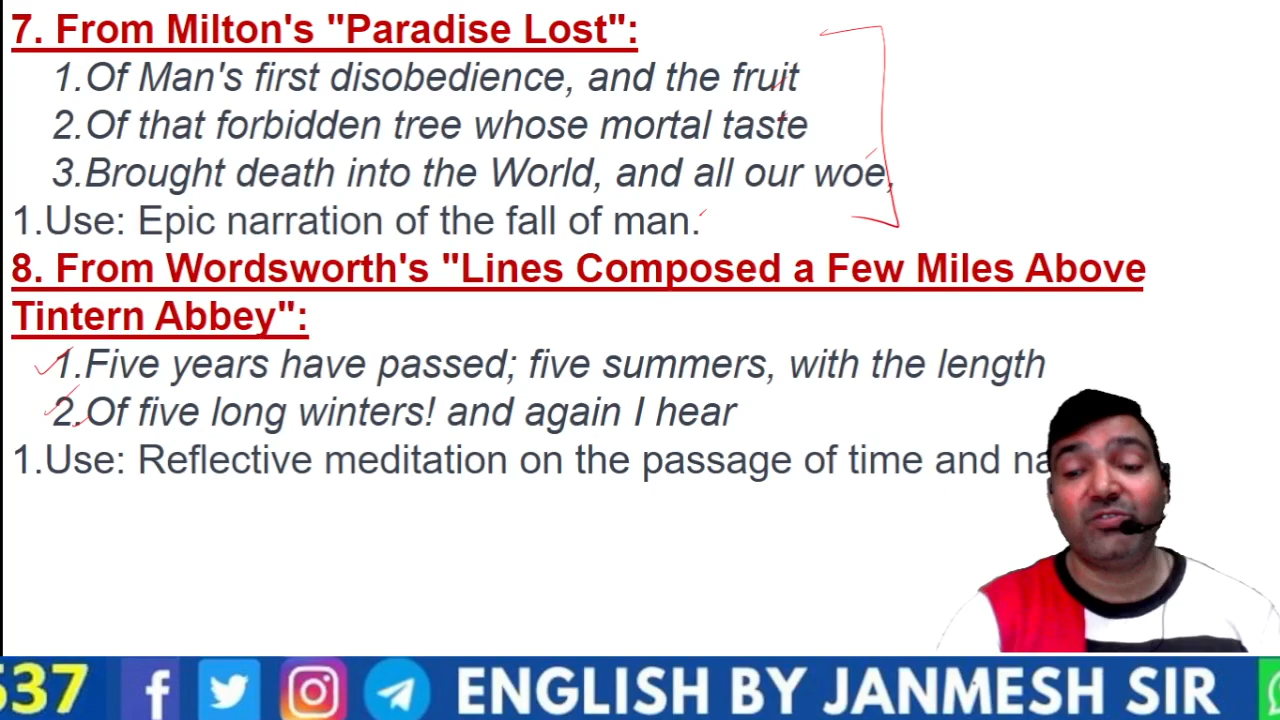 7. From Milton's "Paradise Lost":
1.Of Man's first disobedience, and the fruit
2.Of that forbidden tree whose mortal taste
3.Brought death into the World, and all our woe,
1.Use: Epic narration of the fall of man.
8. From Wordsworth's "Lines Composed a Few Miles Above
Tintern Abbey":
1.Five years have passed; five summers, with the length
2.Of five long winters! and again I hear
1.Use: Reflective meditation on the passage of time and
537 ENGLISH BY JANMESH SIR